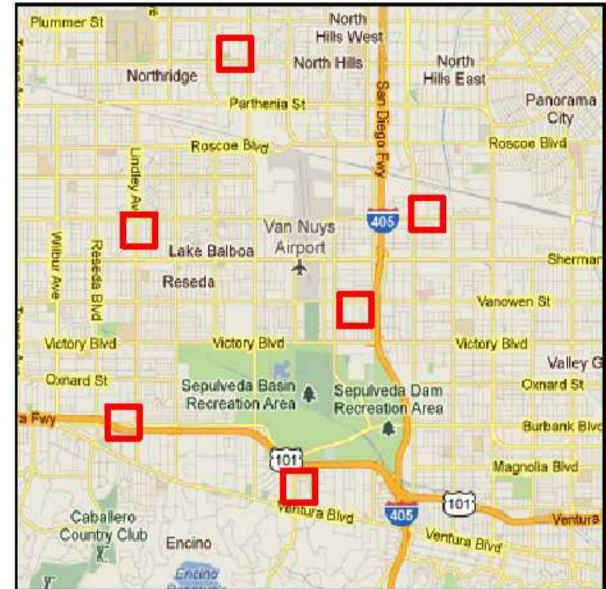 Plummer St
North
Hills West
Northridge
North Hills
North
Hills East
San Diego Fwy
Panorama
City
Parthenia St
Roscoe Blvd
Roscoe Blvd
Lindley Ave
405
Van Nuys
Airport
Wilbur Ave
Reseda Blvd
Lake Balboa
Reseda
Sherman
Vanowen St
Victory Blvd
Victory Blvd
Victory Blvd
Valley G
Oxnard St
Sepulveda Basin
Recreation Area
Sepulveda Dam
Recreation Area
Oxnard St
ra Fwy
Burbank Blvd
101
Magnolia Blvd
101
Ventura Blvd
405
Ventura
Ventura Blvd
Caballero
Country Club
Encino
Encino